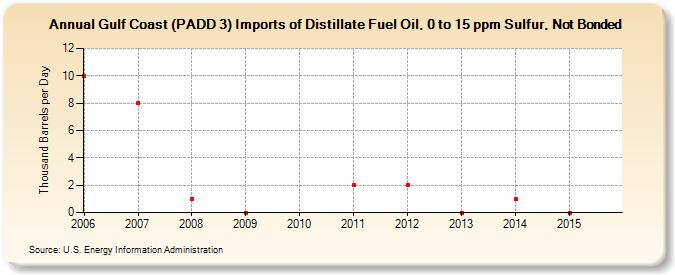 Annual Gulf Coast (PADD 3) Imports of Distillate Fuel Oil, 0 to 15 ppm Sulfur, Not Bonded
Thousand Barrels per Day
12
10
8
6
4
2
0
2006 2007 2008 2009 2010 2011 2012 2013 2014 2015
Source: U.S. Energy Information Administration